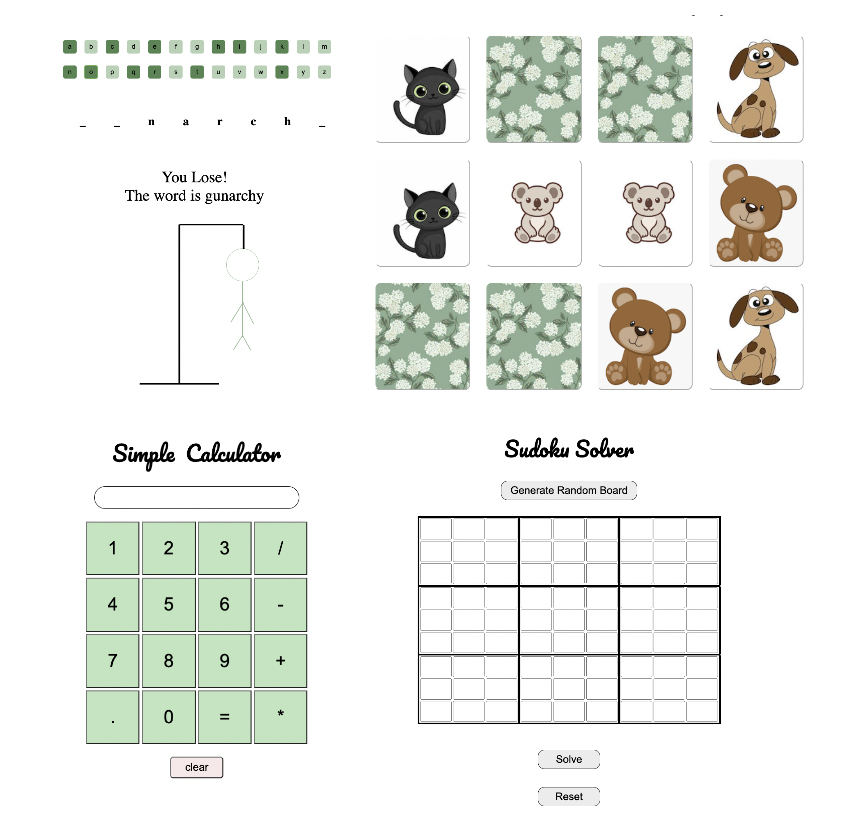 a b c d e f g h i j k l m
n o p q r s t u v w x y z
_ _ n a r c h _
You Lose!
The word is gunarchy
Simple Calculator
1 2 3 /
4 5 6 -
7 8 9 +
. 0 = *
clear
Sudoku Solver
Generate Random Board
Solve
Reset